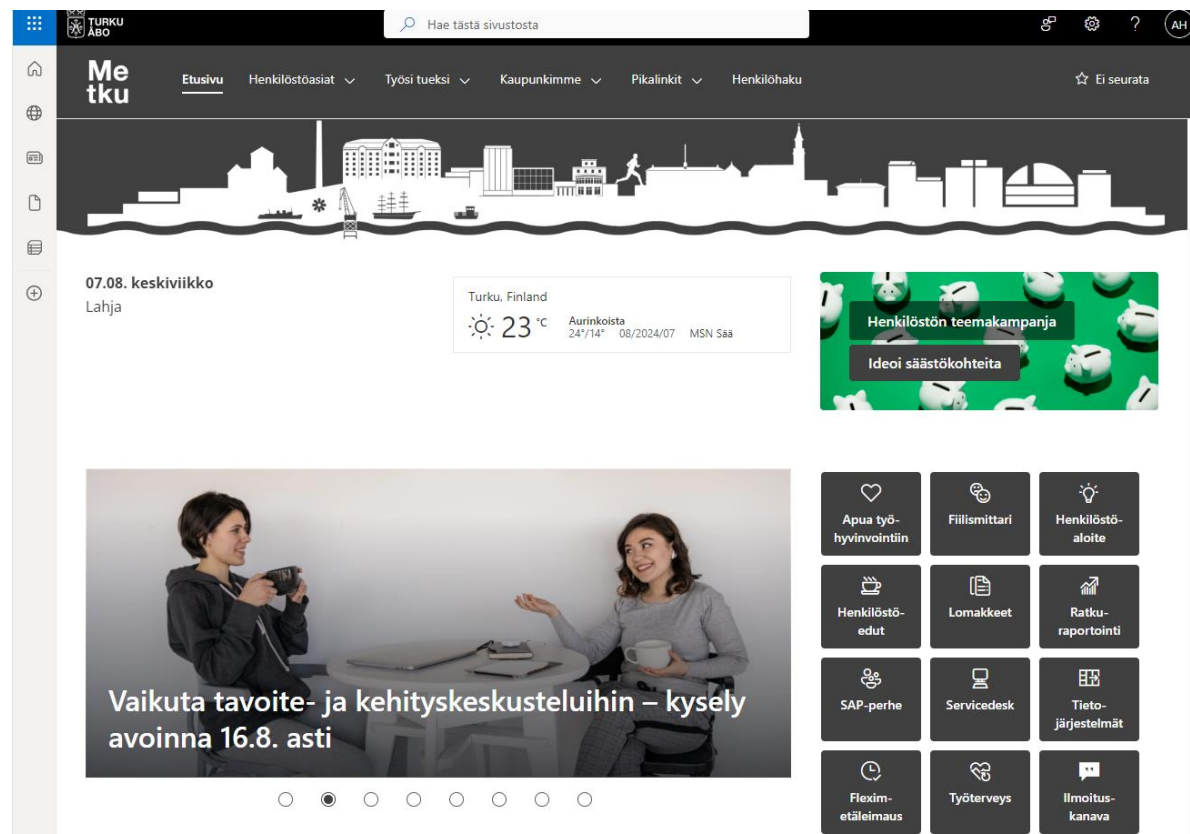 TURKU
ÅBO
Hae tästä sivustosta
?
AH
Me
tku
Etusivu
Henkilöstöasiat
Työsi tueksi
Kaupunkimme
Pikalinkit
Henkilöhaku
Ei seurata
07.08. keskiviikko
Lahja
Turku, Finland
23 °C
Aurinkoista
24°/14° 08/2024/07 MSN Sää
Henkilöstön teemakampanja
Ideoi säästökohteita
Vaikuta tavoite- ja kehityskeskusteluihin – kysely
avoinna 16.8. asti
Apua työ-
hyvinvointiin
Fiilismittari
Henkilöstö-
aloite
Henkilöstö-
edut
Lomakkeet
Ratku-
raportointi
SAP-perhe
Servicedesk
Tieto-
järjestelmät
Flexim-
etäleimaus
Työterveys
Ilmoitus-
kanava